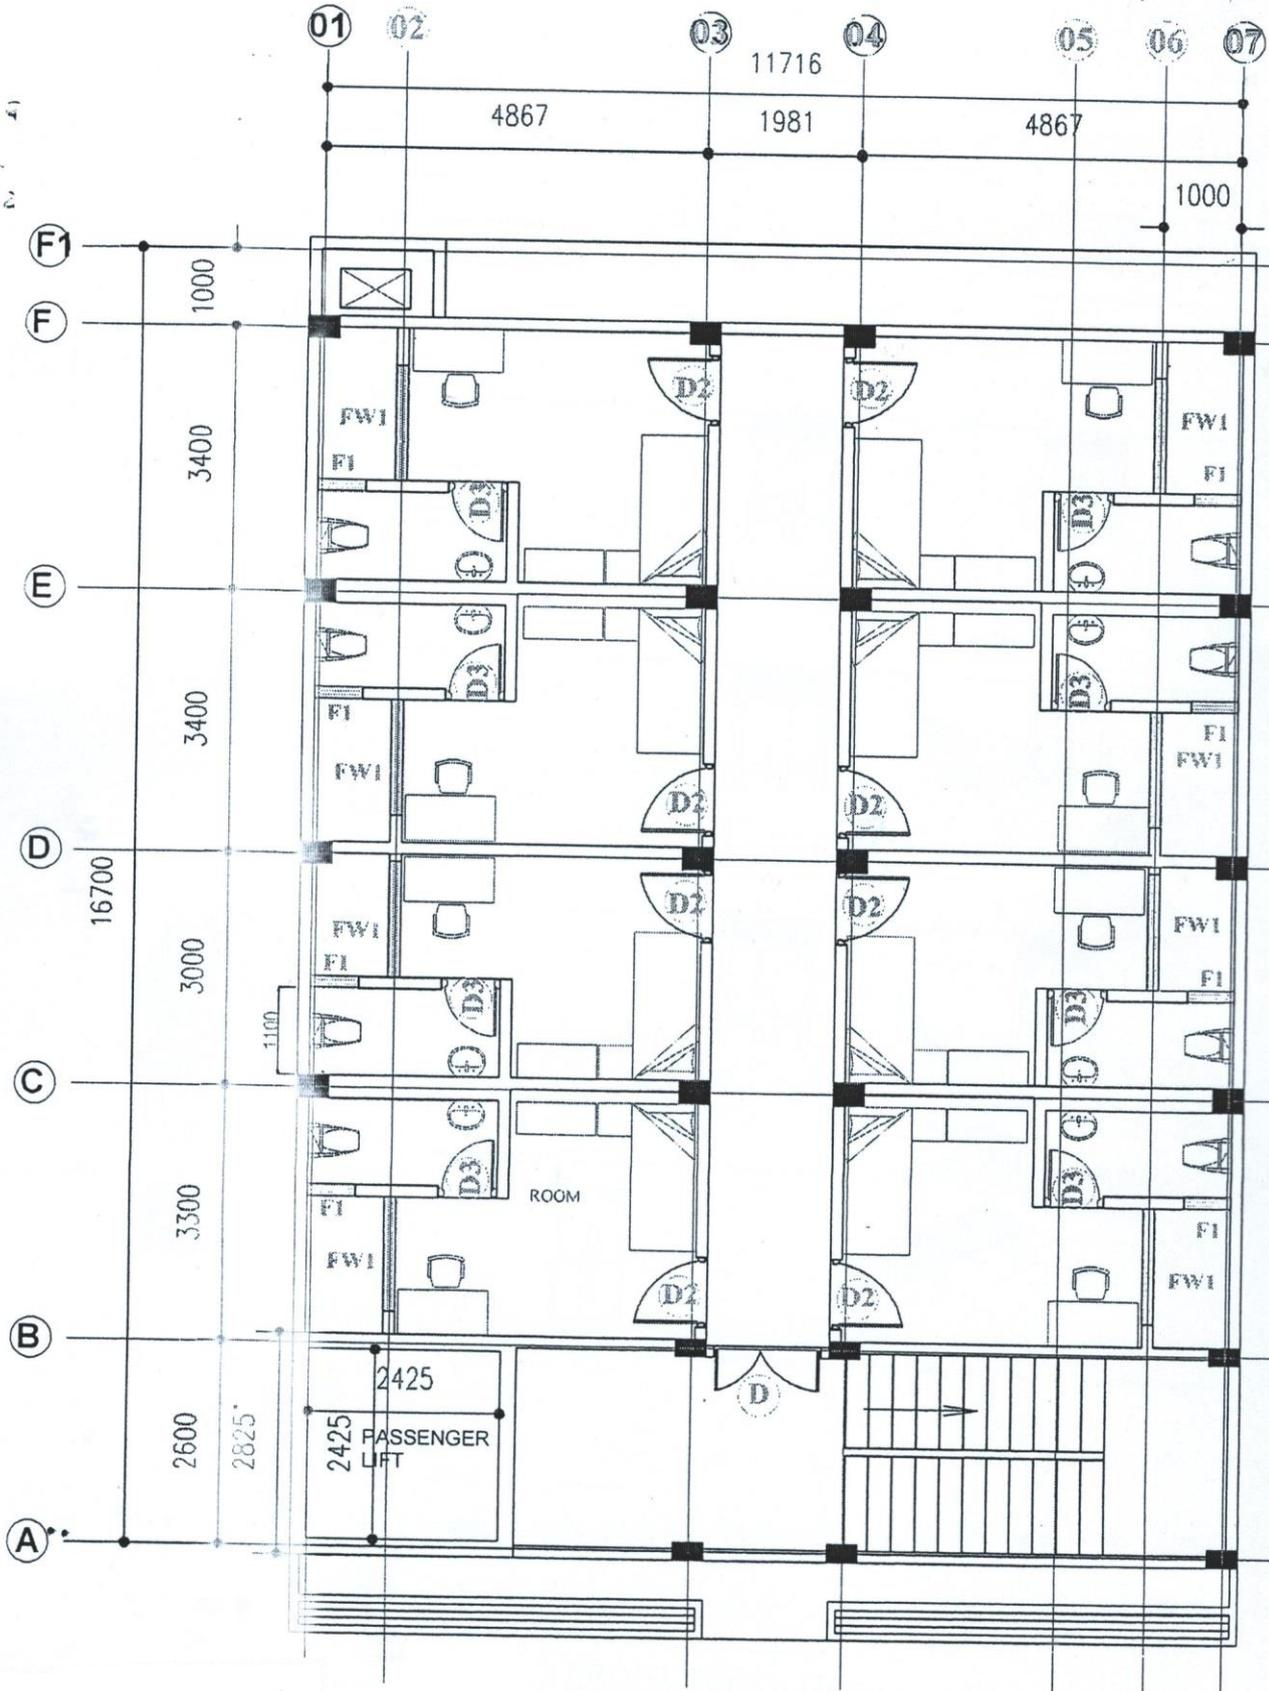 01 02 03 04 05 06 07
11716
4867 1981 4867
1000
F1
1000
F
D2 D2
FW1 FW1
3400
F1 F1
D3 D3
E
D3 D3
F1 F1
3400
FW1 FW1
D2 D2
D
16700
D2 D2
FW1 FW1
3000
F1 F1
D3 D3
1100
C
D3 D3
ROOM
3300
F1 F1
FW1 FW1
D2 D2
B
2425
D
2600 2825 2425
PASSENGER
LIFT
A